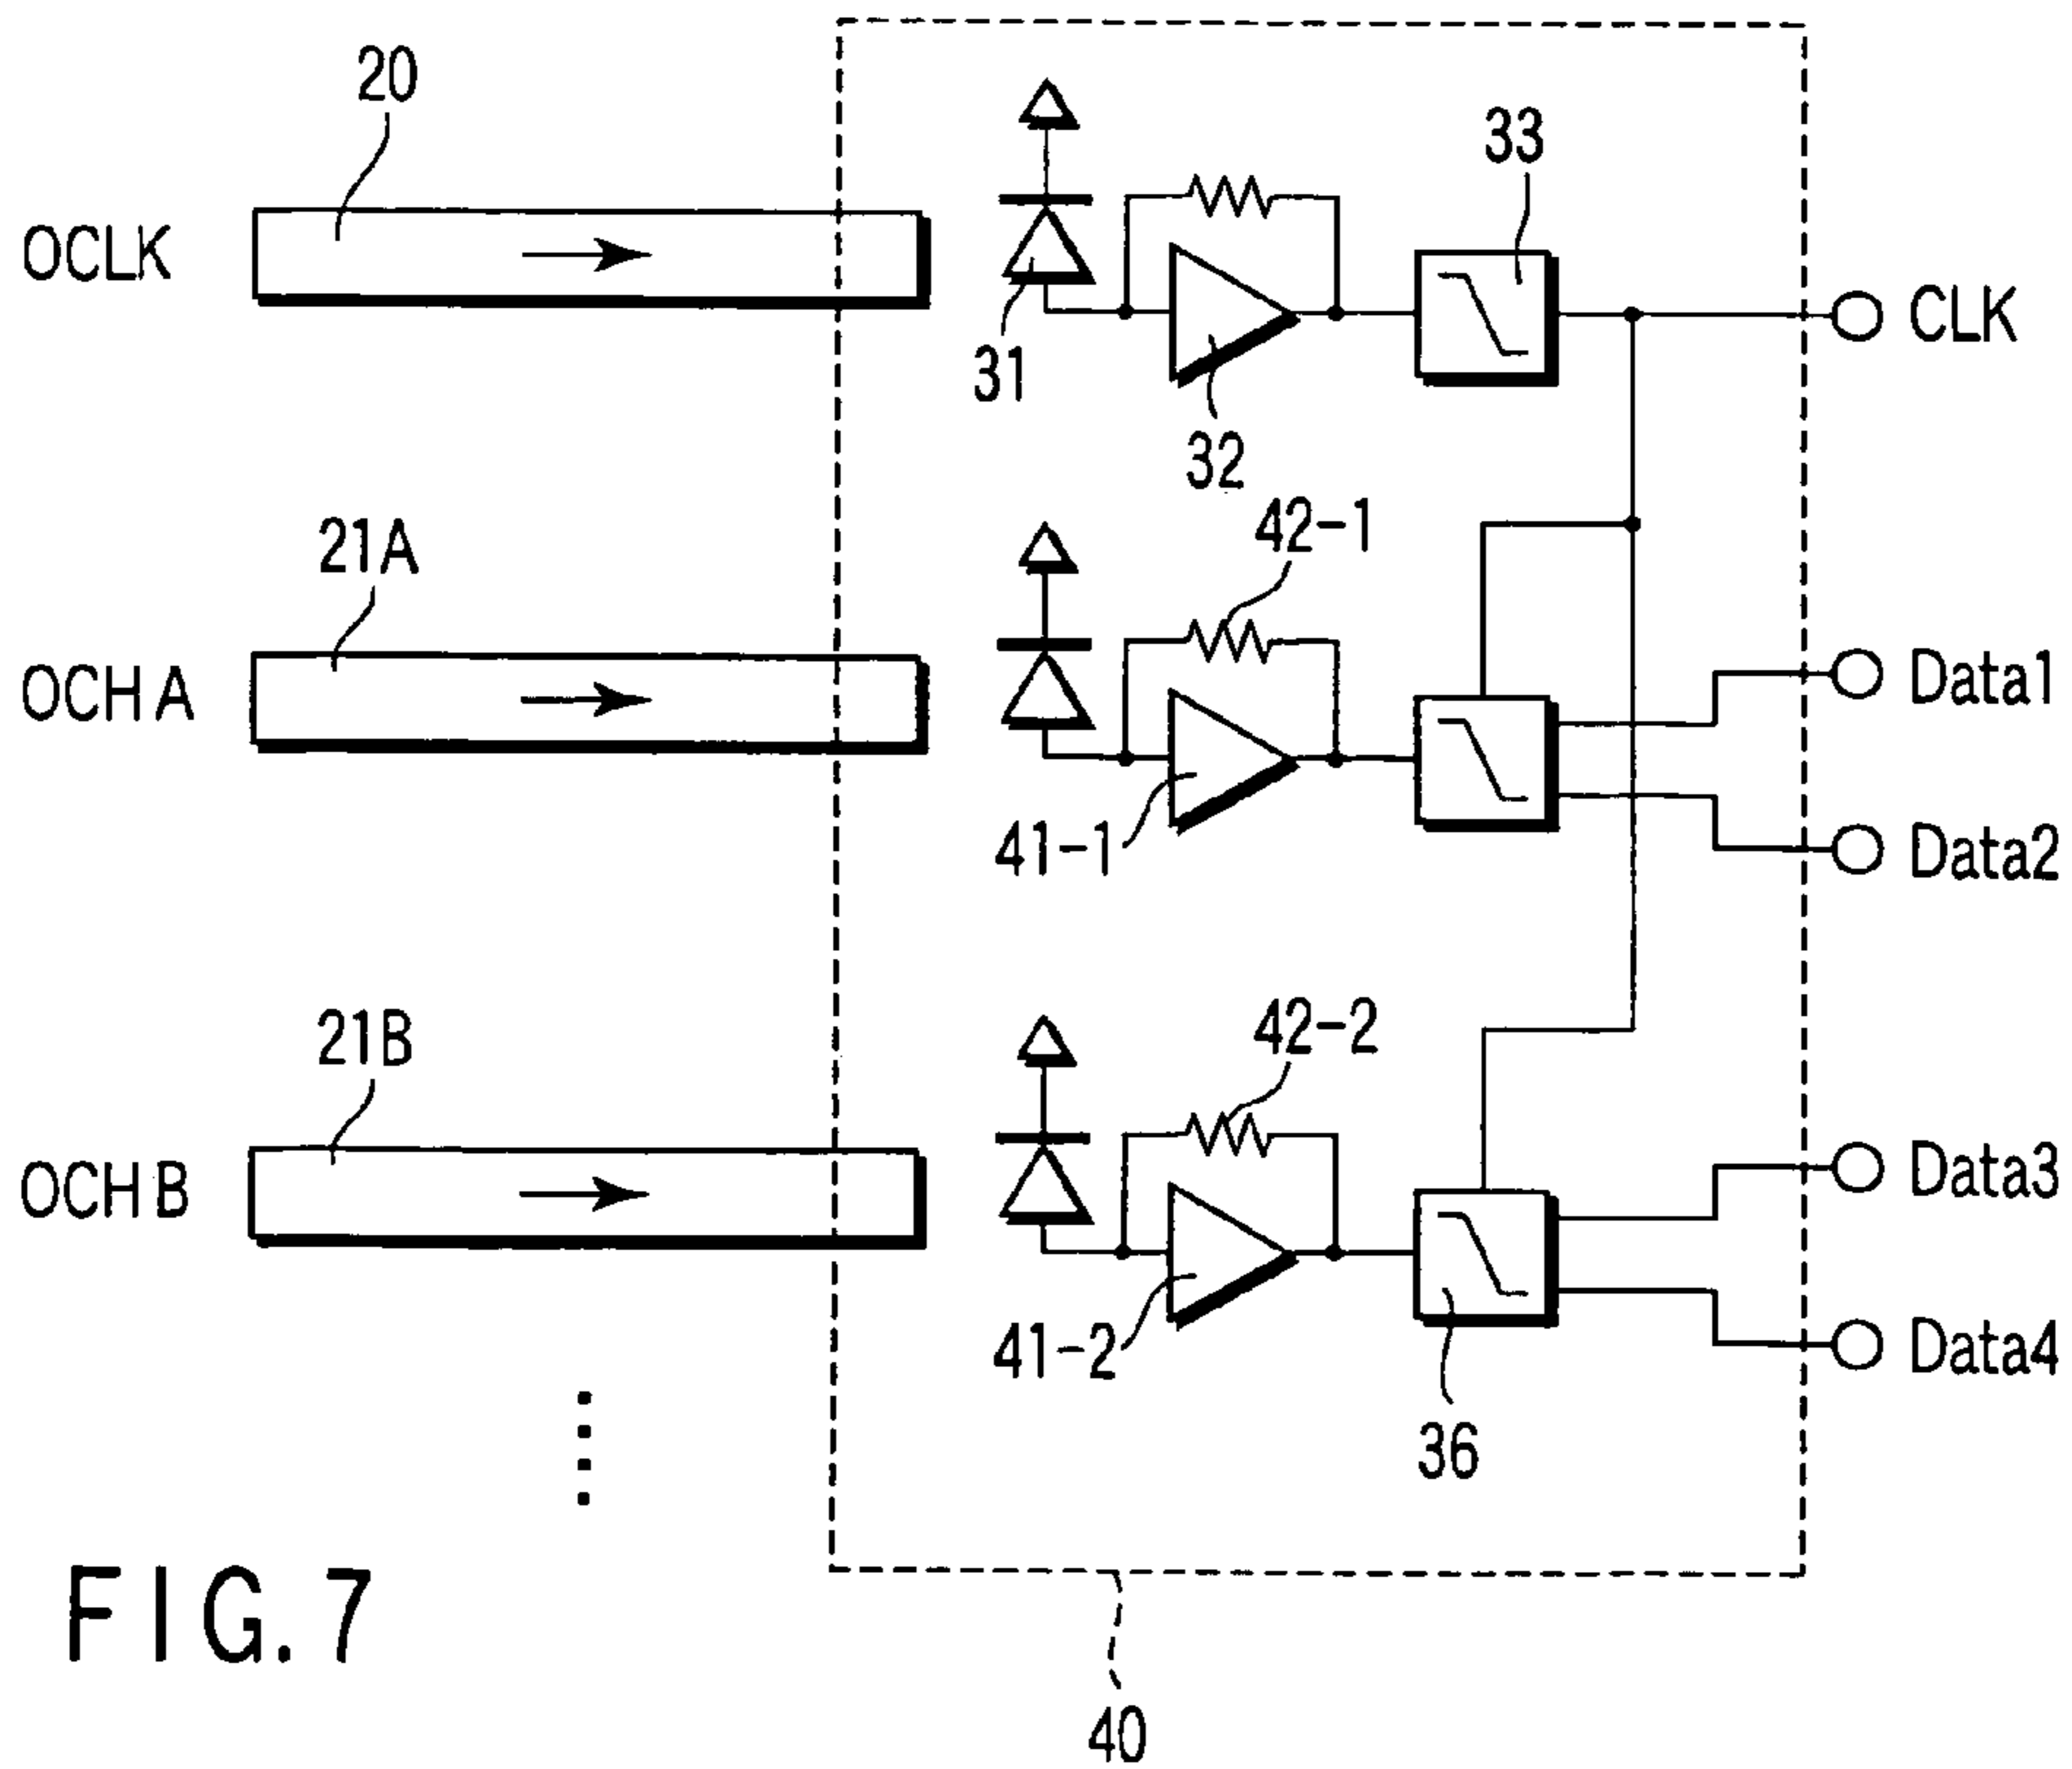 20
33
OCLK
CLK
31
32
42-1
21A
OCH A
Data1
41-1
Data2
42-2
21B
OCH B
Data3
41-2
Data4
36
FIG. 7
40